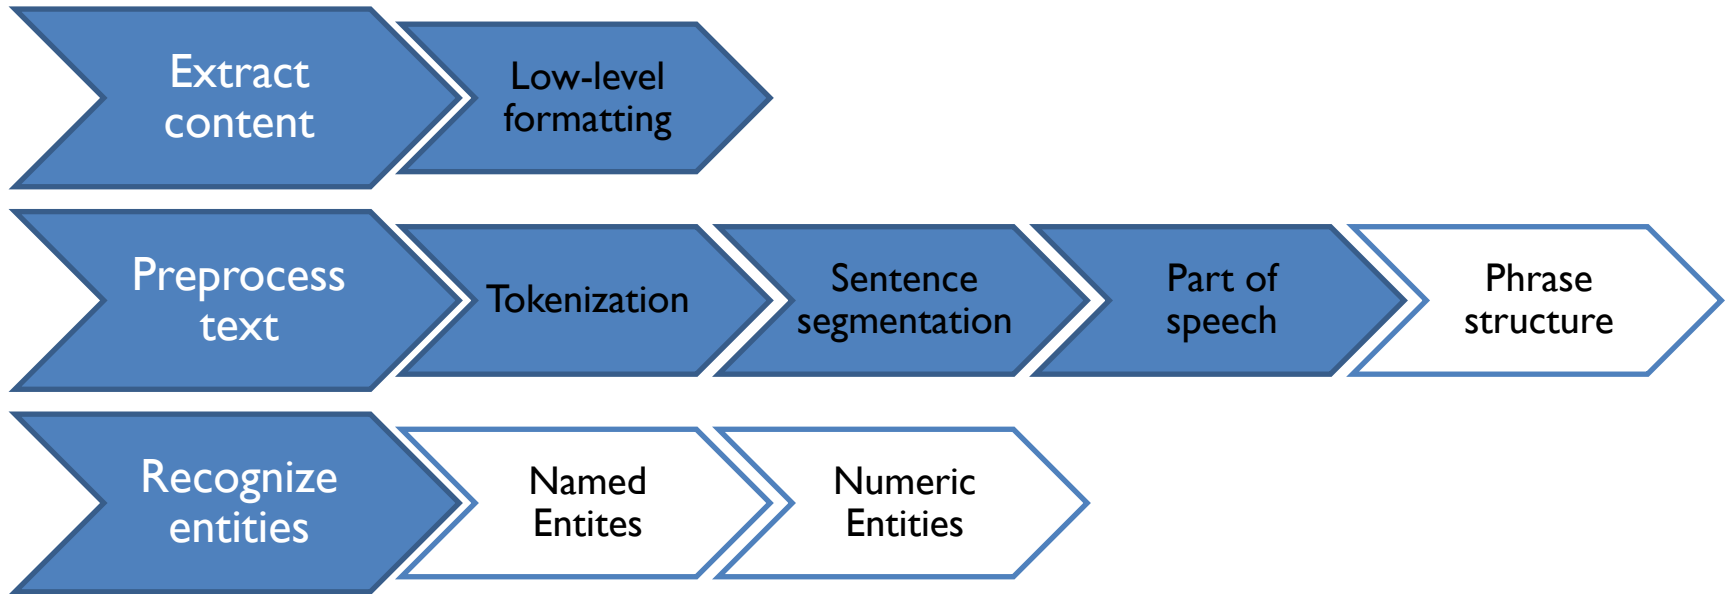 Extract
content
Low-level
formatting
Preprocess
text
Tokenization
Sentence
segmentation
Part of
speech
Phrase
structure
Recognize
entities
Named
Entites
Numeric
Entities